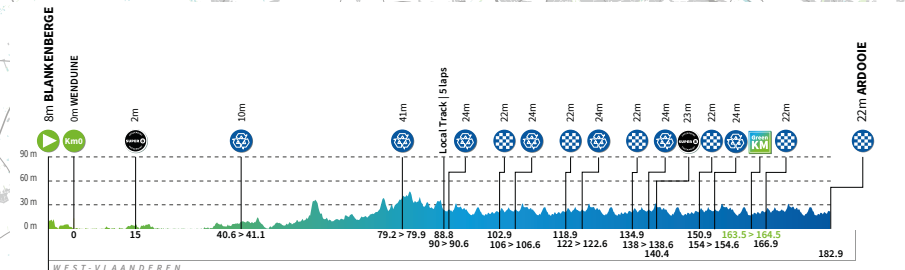 8m BLANKENBERGE
0m WENDUINE
2m
10m
41m
Local Track | 5 laps
24m
22m
24m
22m
24m
22m
24m
23m
22m
24m
22m
22m ARDOOIE
Km0
SUPER
Green
KM
90 m
60 m
30 m
0 m
0
15
40.6 > 41.1
79.2 > 79.9
88.8
102.9
118.9
134.9
150.9
163.5 > 164.5
90 > 90.6
106 > 106.6
122 > 122.6
138 > 138.6
154 > 154.6
166.9
140.4
182.9
WEST-VLAANDEREN